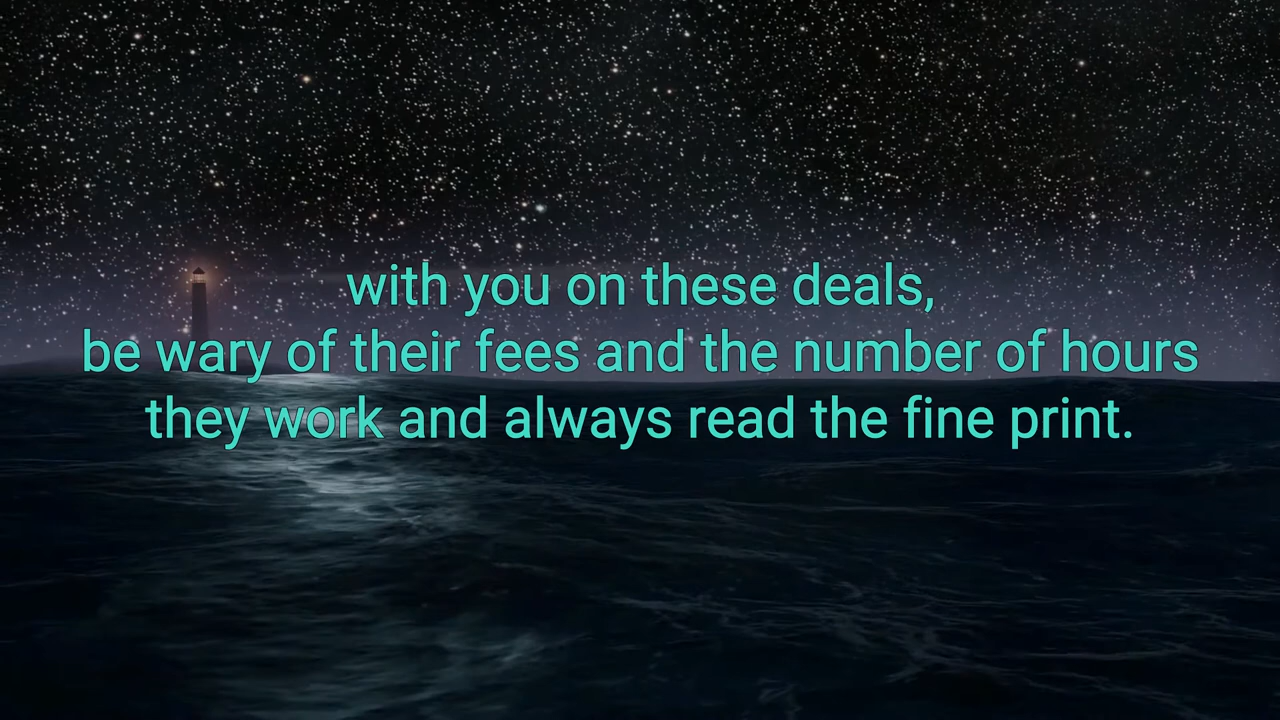 with you on these deals,
be wary of their fees and the number of hours
they work and always read the fine print.